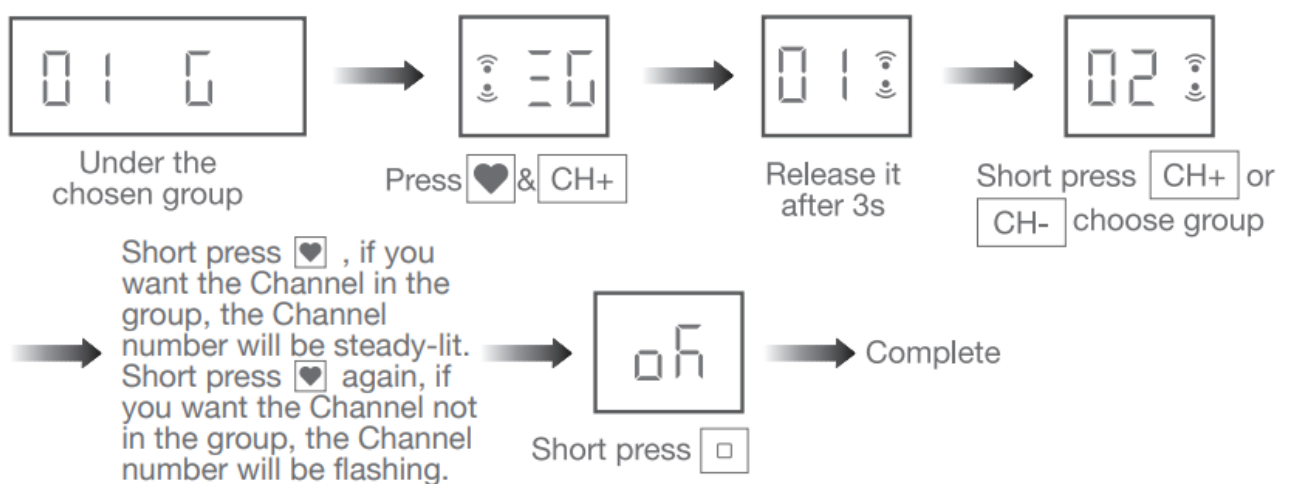 01 G
G
01
02
Under the
chosen group
Press & CH+
Release it
after 3s
Short press CH+ or
CH- choose group
Short press , if you
want the Channel in the
group, the Channel
number will be steady-lit.
Short press again, if
you want the Channel not
in the group, the Channel
number will be flashing.
oK
Short press
Complete